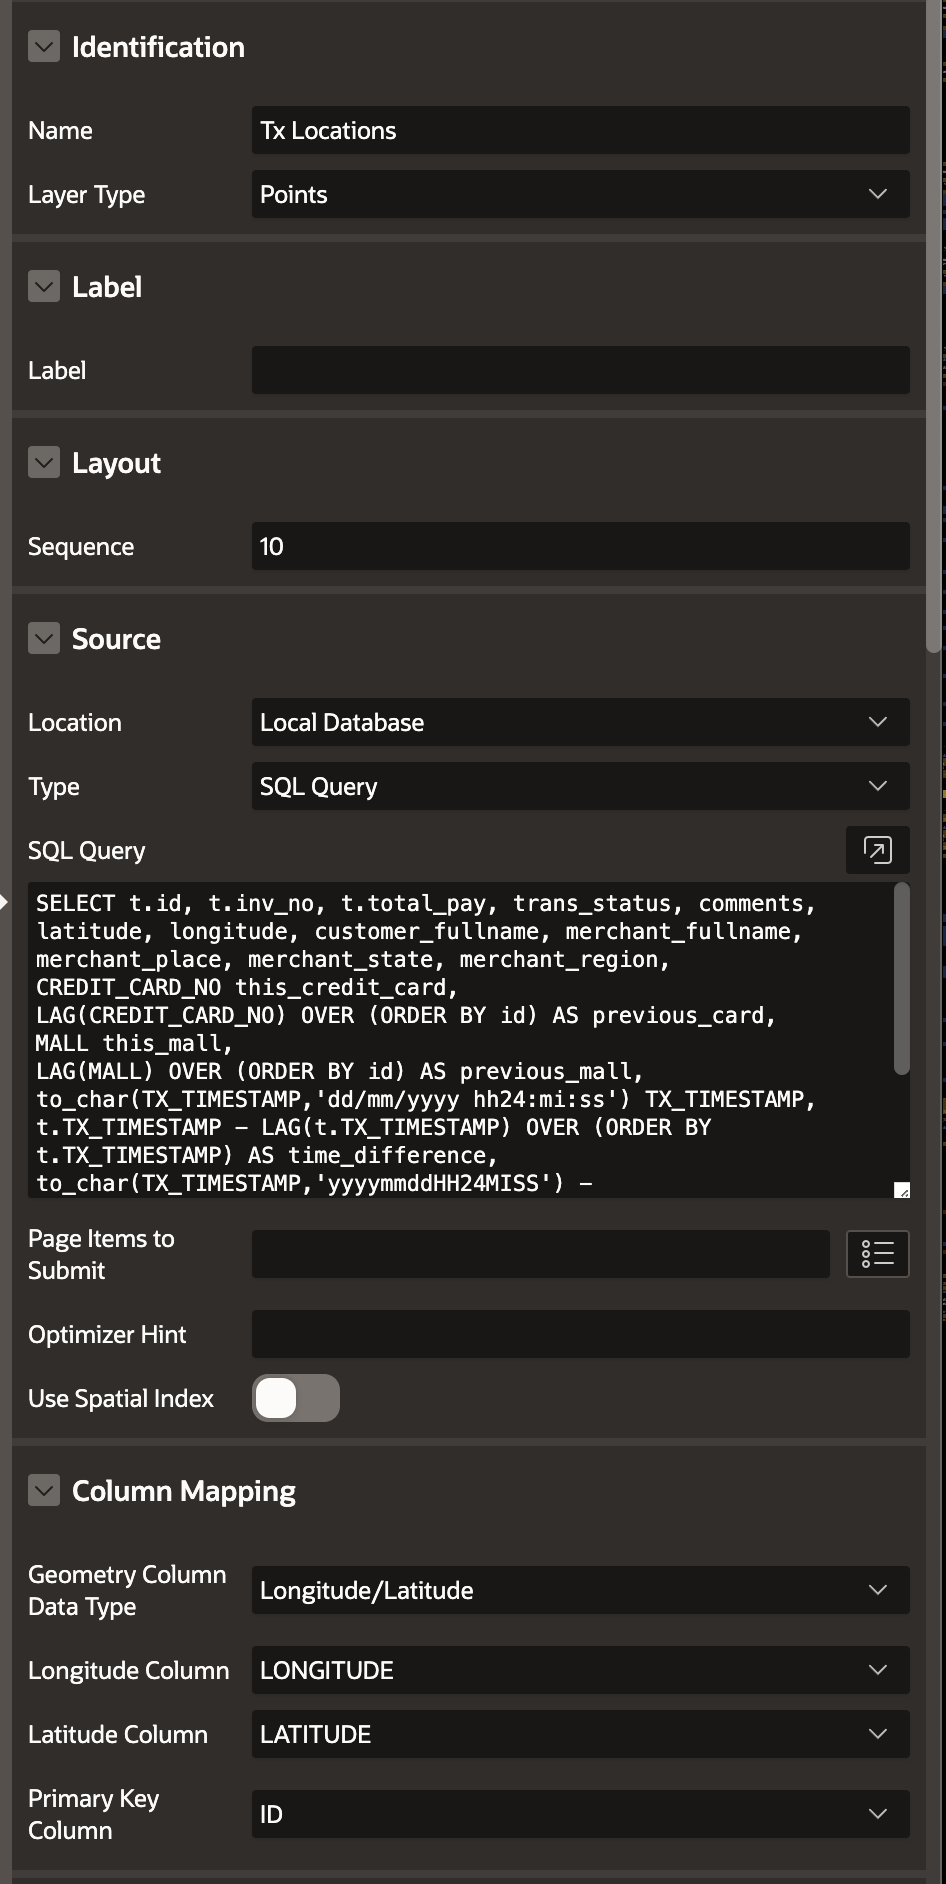 Identification
Name
Tx Locations
Layer Type
Points
Label
Label
Layout
Sequence
10
Source
Location
Local Database
Type
SQL Query
SQL Query
SELECT t.id, t.inv_no, t.total_pay, trans_status, comments,
latitude, longitude, customer_fullname, merchant_fullname,
merchant_place, merchant_state, merchant_region,
CREDIT_CARD_NO this_credit_card,
LAG(CREDIT_CARD_NO) OVER (ORDER BY id) AS previous_card,
MALL this_mall,
LAG(MALL) OVER (ORDER BY id) AS previous_mall,
to_char(TX_TIMESTAMP,'dd/mm/yyyy hh24:mi:ss') TX_TIMESTAMP,
t.TX_TIMESTAMP – LAG(t.TX_TIMESTAMP) OVER (ORDER BY
t.TX_TIMESTAMP) AS time_difference,
to_char(TX_TIMESTAMP,'yyyymmddHH24MISS') –
Page Items to
Submit
Optimizer Hint
Use Spatial Index
Column Mapping
Geometry Column
Data Type
Longitude/Latitude
Longitude Column
LONGITUDE
Latitude Column
LATITUDE
Primary Key
Column
ID